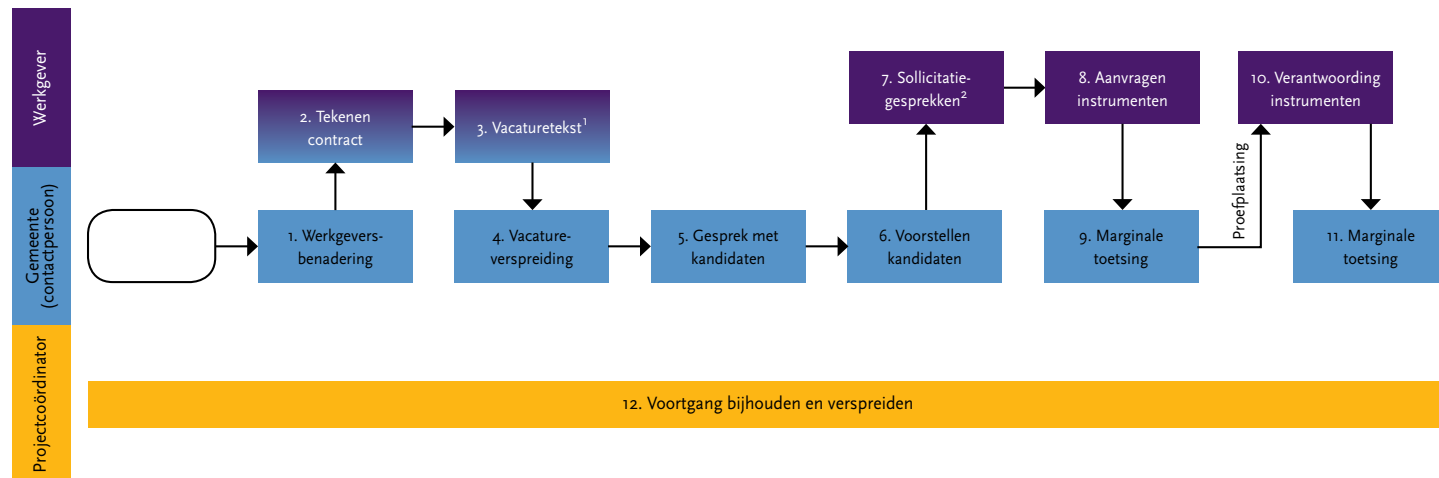 Werkgever
Gemeente
(contactpersoon)
Projectcoördinator
1. Werkgevers-
benadering
2. Tekenen
contract
3. Vacaturetekst¹
4. Vacature-
verspreiding
5. Gesprek met
kandidaten
6. Voorstellen
kandidaten
7. Sollicitatie-
gesprekken²
8. Aanvragen
instrumenten
9. Marginale
toetsing
Proefplaatsing
10. Verantwoording
instrumenten
11. Marginale
toetsing
12. Voortgang bijhouden en verspreiden